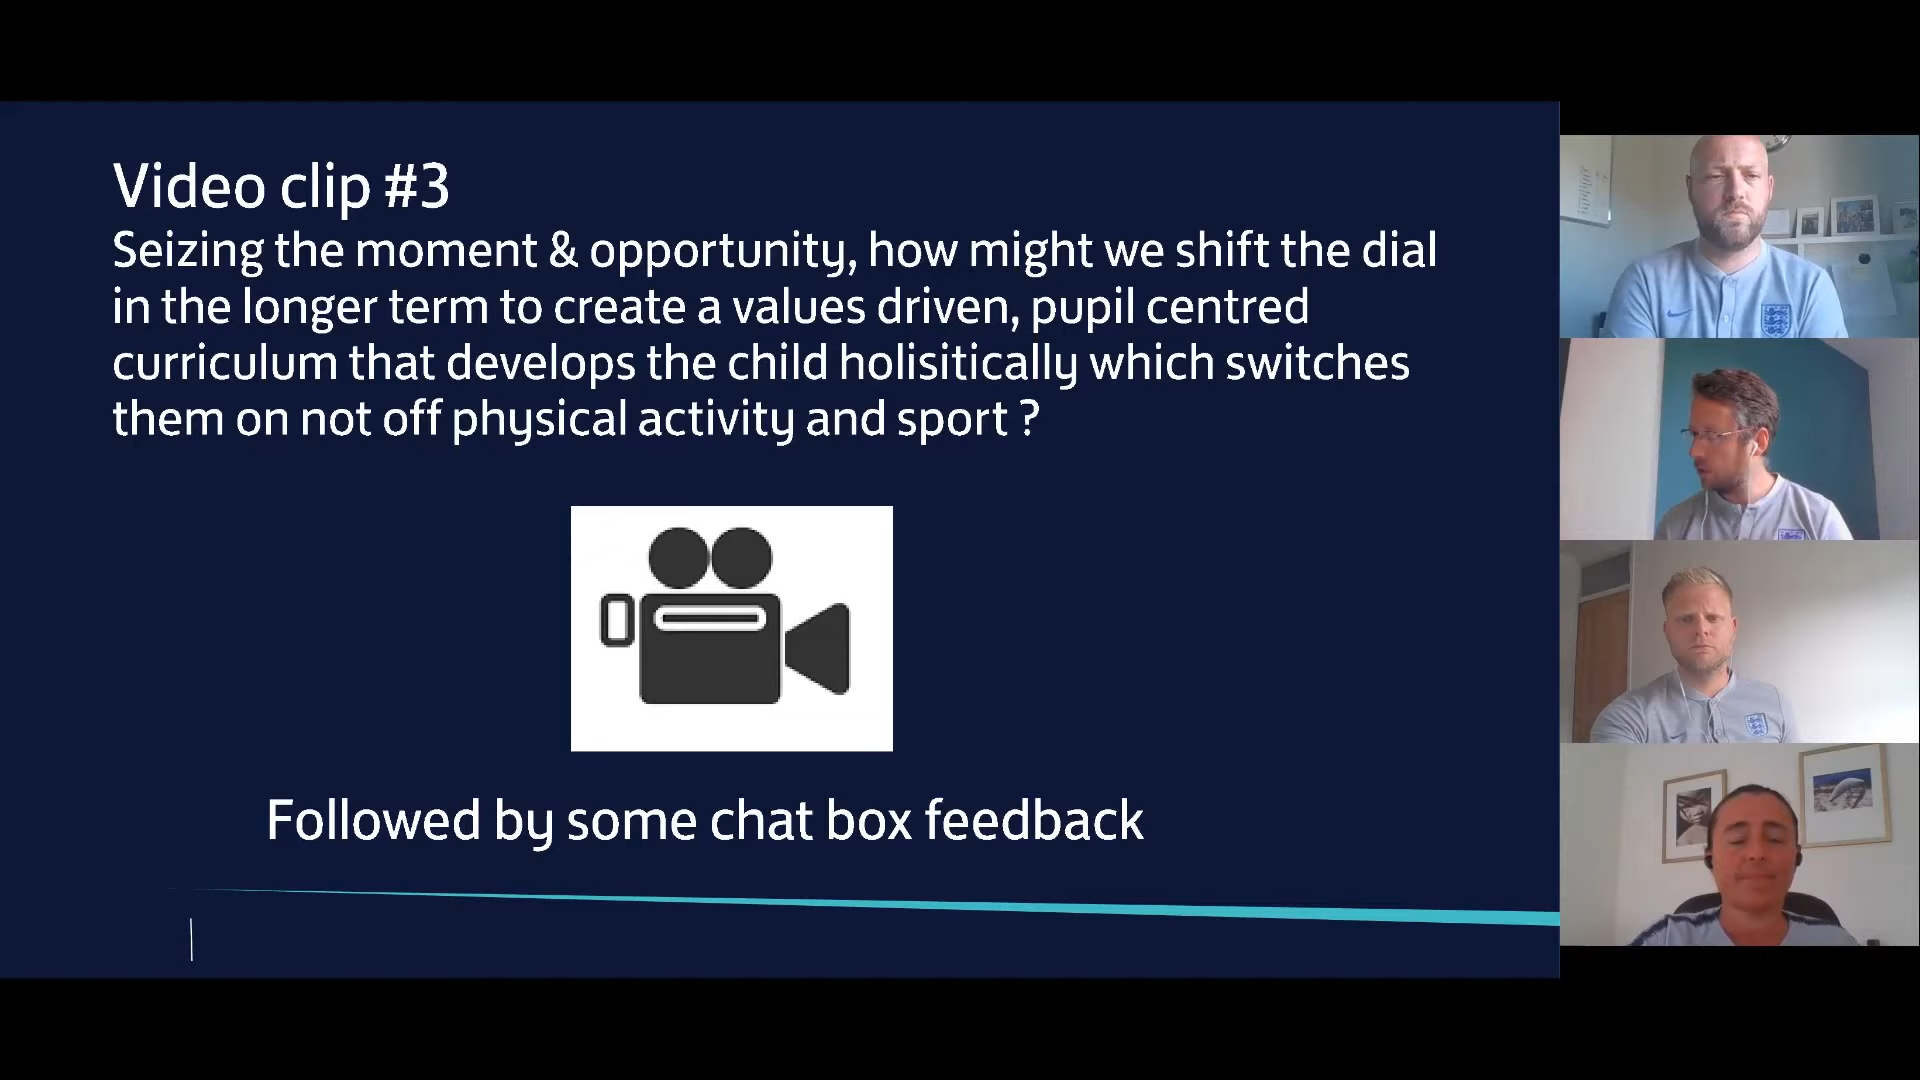 Video clip #3
Seizing the moment & opportunity, how might we shift the dial
in the longer term to create a values driven, pupil centred
curriculum that develops the child holisitically which switches
them on not off physical activity and sport ?
Followed by some chat box feedback